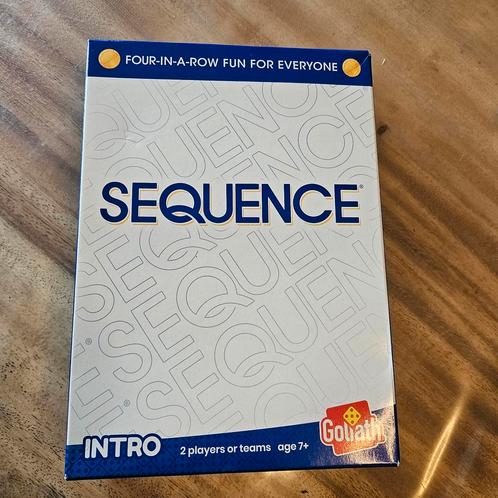 FOUR-IN-A-ROW FUN FOR EVERYONE
SEQUENCE®
INTRO
2 players or teams age 7+
Goliath